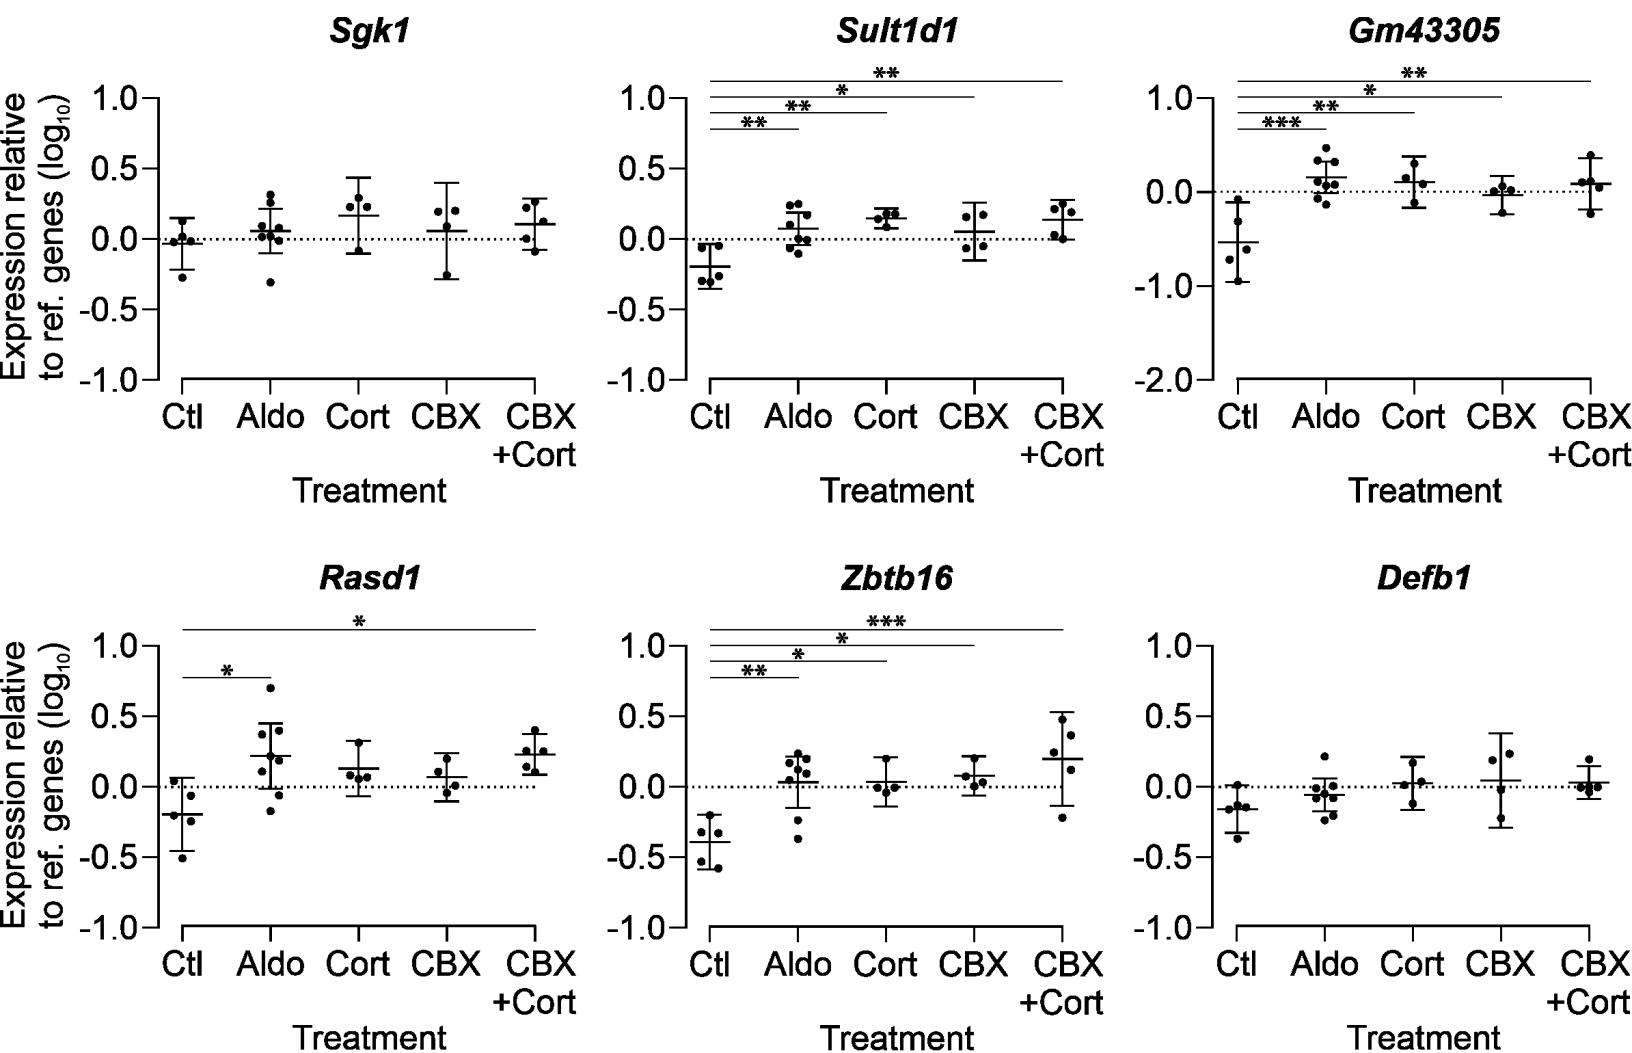 Sgk1
Sult1d1
Gm43305
Expression relative
to ref. genes (log10)
1.0
0.5
0.0
-0.5
-1.0
Ctl Aldo Cort CBX CBX
+Cort
Treatment
**
*
**
**
1.0
0.5
0.0
-0.5
-1.0
Ctl Aldo Cort CBX CBX
+Cort
Treatment
**
*
**
***
1.0
0.0
-1.0
-2.0
Ctl Aldo Cort CBX CBX
+Cort
Treatment
Rasd1
Zbtb16
Defb1
Expression relative
to ref. genes (log10)
*
*
1.0
0.5
0.0
-0.5
-1.0
Ctl Aldo Cort CBX CBX
+Cort
Treatment
***
*
*
**
1.0
0.5
0.0
-0.5
-1.0
Ctl Aldo Cort CBX CBX
+Cort
Treatment
1.0
0.5
0.0
-0.5
-1.0
Ctl Aldo Cort CBX CBX
+Cort
Treatment